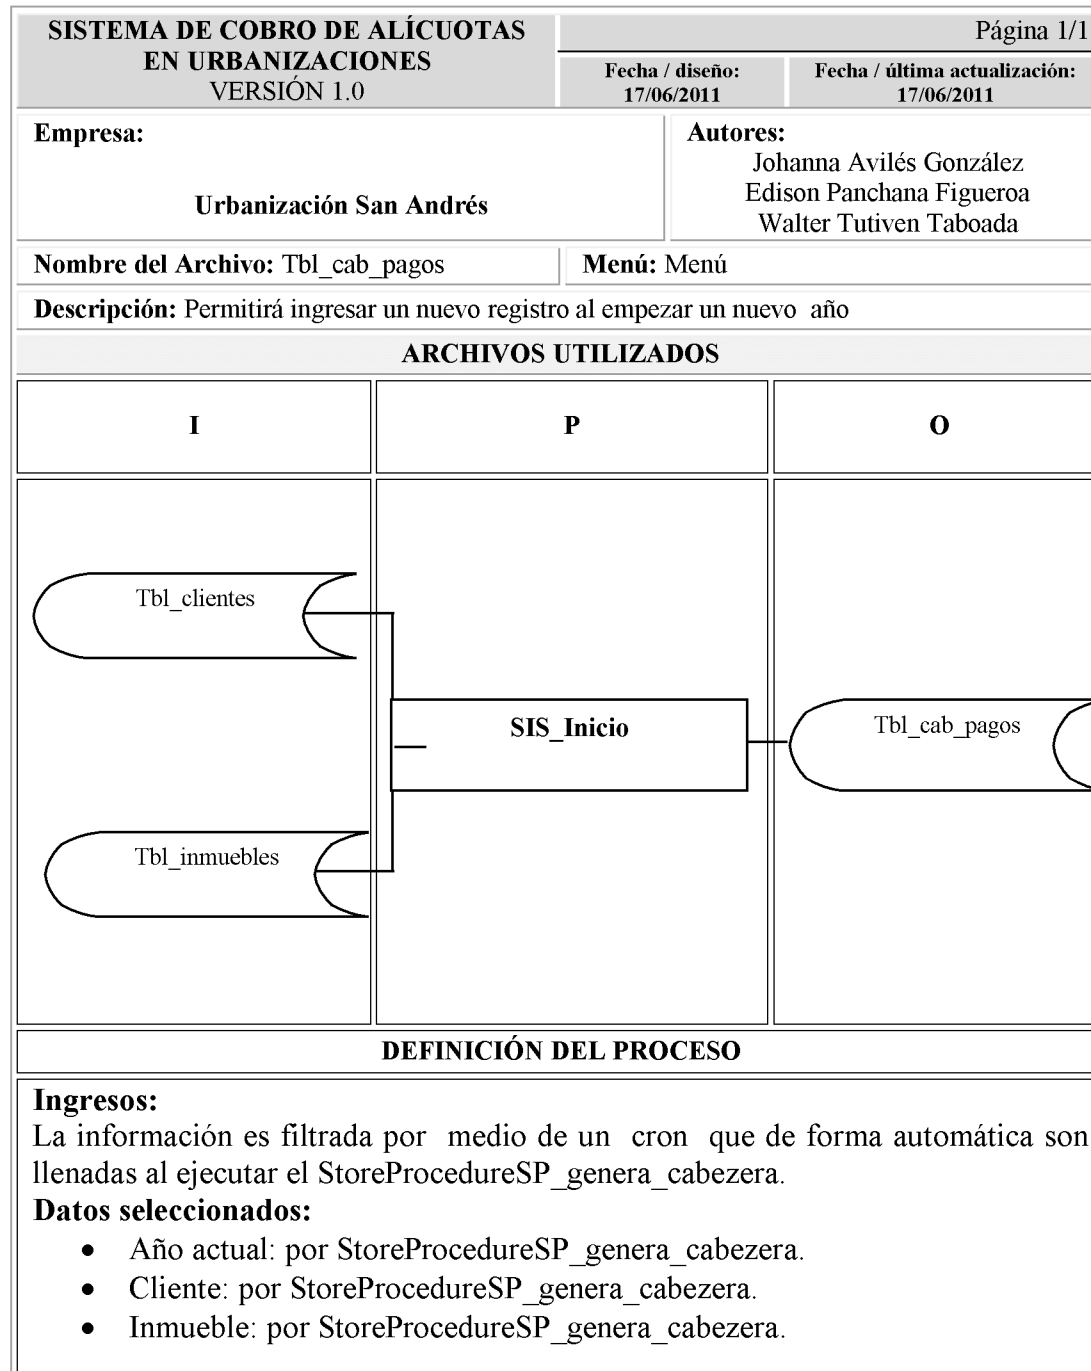 SISTEMA DE COBRO DE ALÍCUOTAS
EN URBANIZACIONES
VERSIÓN 1.0
Página 1/1
Fecha / diseño:
17/06/2011
Fecha / última actualización:
17/06/2011
Empresa:
Urbanización San Andrés
Autores:
Johanna Avilés González
Edison Panchana Figueroa
Walter Tutiven Taboada
Nombre del Archivo: Tbl_cab_pagos
Menú: Menú
Descripción: Permitirá ingresar un nuevo registro al empezar un nuevo  año
ARCHIVOS UTILIZADOS
I
P
O
Tbl_clientes
SIS_Inicio
Tbl_cab_pagos
Tbl_inmuebles
DEFINICIÓN DEL PROCESO
Ingresos:
La información es filtrada por  medio de un  cron  que de forma automática son
llenadas al ejecutar el StoreProcedureSP_genera_cabezera.
Datos seleccionados:
• Año actual: por StoreProcedureSP_genera_cabezera.
• Cliente: por StoreProcedureSP_genera_cabezera.
• Inmueble: por StoreProcedureSP_genera_cabezera.